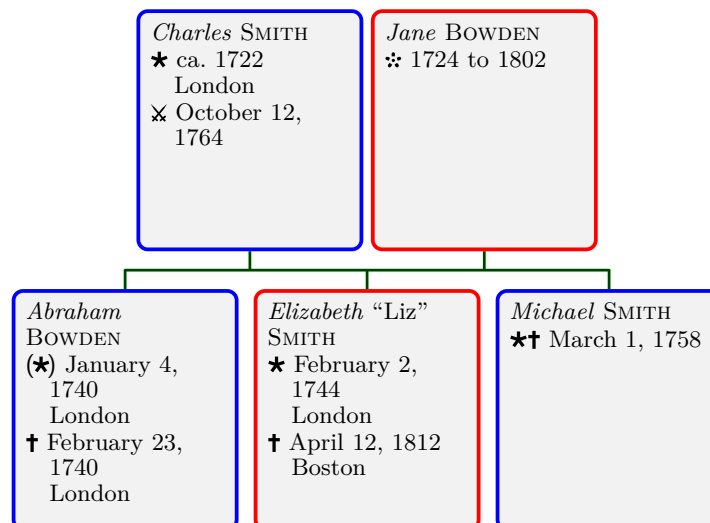 Charles SMITH
★ ca. 1722
London
⚔ October 12,
1764
Jane BOWDEN
჻ 1724 to 1802
Abraham
BOWDEN
(★) January 4,
1740
London
† February 23,
1740
London
Elizabeth “Liz”
SMITH
★ February 2,
1744
London
† April 12, 1812
Boston
Michael SMITH
★† March 1, 1758